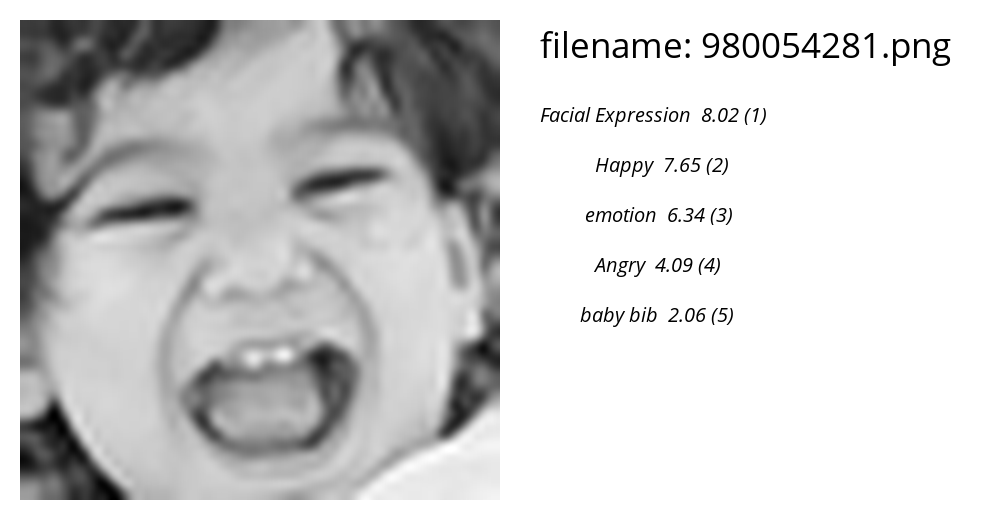 filename: 980054281.png
Facial Expression 8.02 (1)
Happy 7.65 (2)
emotion 6.34 (3)
Angry 4.09 (4)
baby bib 2.06 (5)